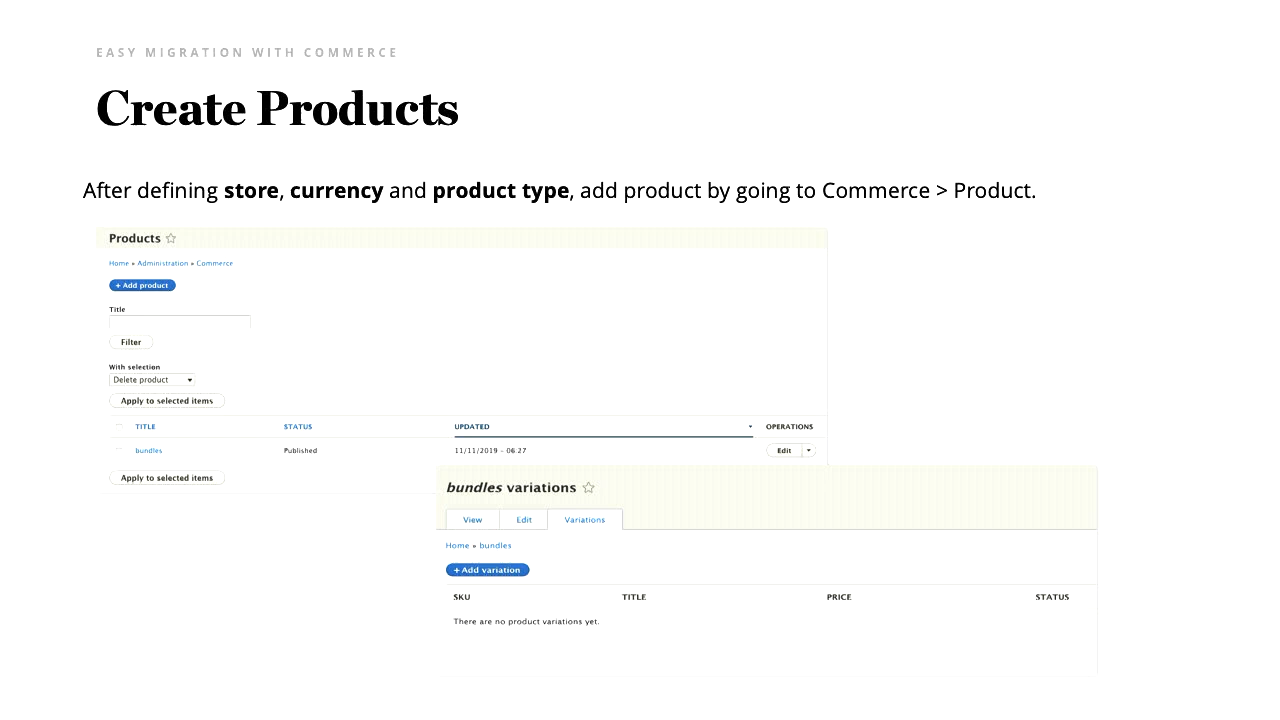 EASY MIGRATION WITH COMMERCE
Create Products
After defining store, currency and product type, add product by going to Commerce > Product.
Products
Home » Administration » Commerce
+ Add product
Title
Filter
With selection
Delete product
Apply to selected items
TITLE STATUS UPDATED OPERATIONS
bundles Published 11/11/2019 - 06:27 Edit
Apply to selected items
bundles variations
View Edit Variations
Home » bundles
+ Add variation
SKU TITLE PRICE STATUS
There are no product variations yet.